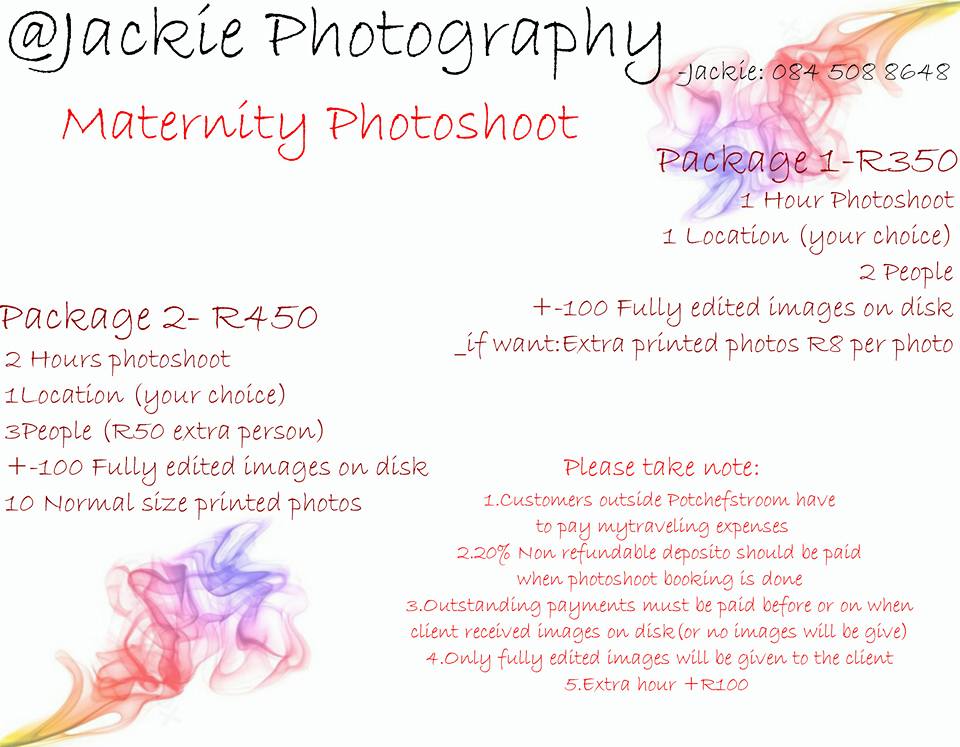 @Jackie Photography
-Jackie: 084 508 8648
Maternity Photoshoot
Package 1-R350
1 Hour Photoshoot
1 Location (your choice)
2 People
+-100 Fully edited images on disk
_if want:Extra printed photos R8 per photo
Package 2- R450
2 Hours photoshoot
1Location (your choice)
3People (R50 extra person)
+-100 Fully edited images on disk
10 Normal size printed photos
Please take note:
1.Customers outside Potchefstroom have
to pay mytraveling expenses
2.20% Non refundable deposito should be paid
when photoshoot booking is done
3.Outstanding payments must be paid before or on when
client received images on disk(or no images will be give)
4.Only fully edited images will be given to the client
5.Extra hour +R100